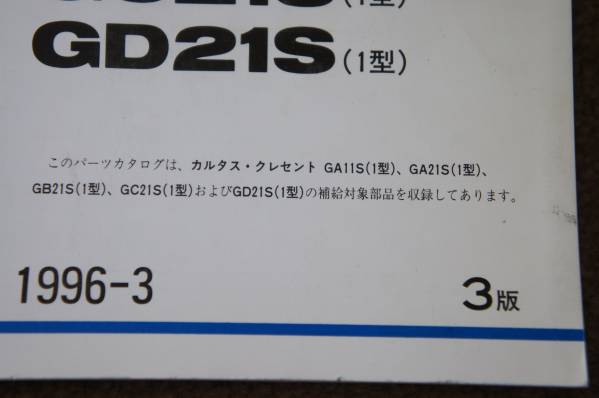 GC21S(1型)
GD21S(1型)
このパーツカタログは、カルタス・クレセント GA11S(1型)、GA21S(1型)、
GB21S(1型)、GC21S(1型)およびGD21S(1型)の補給対象部品を収録してあります。
1996-3
3版